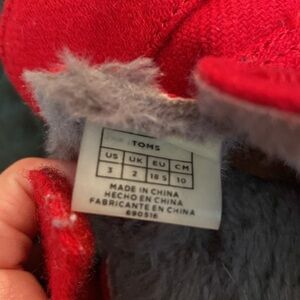 TOMS
US UK EU CM
3 2 18.5 10
MADE IN CHINA
HECHO EN CHINA
FABRICANTE EN CHINA
690516